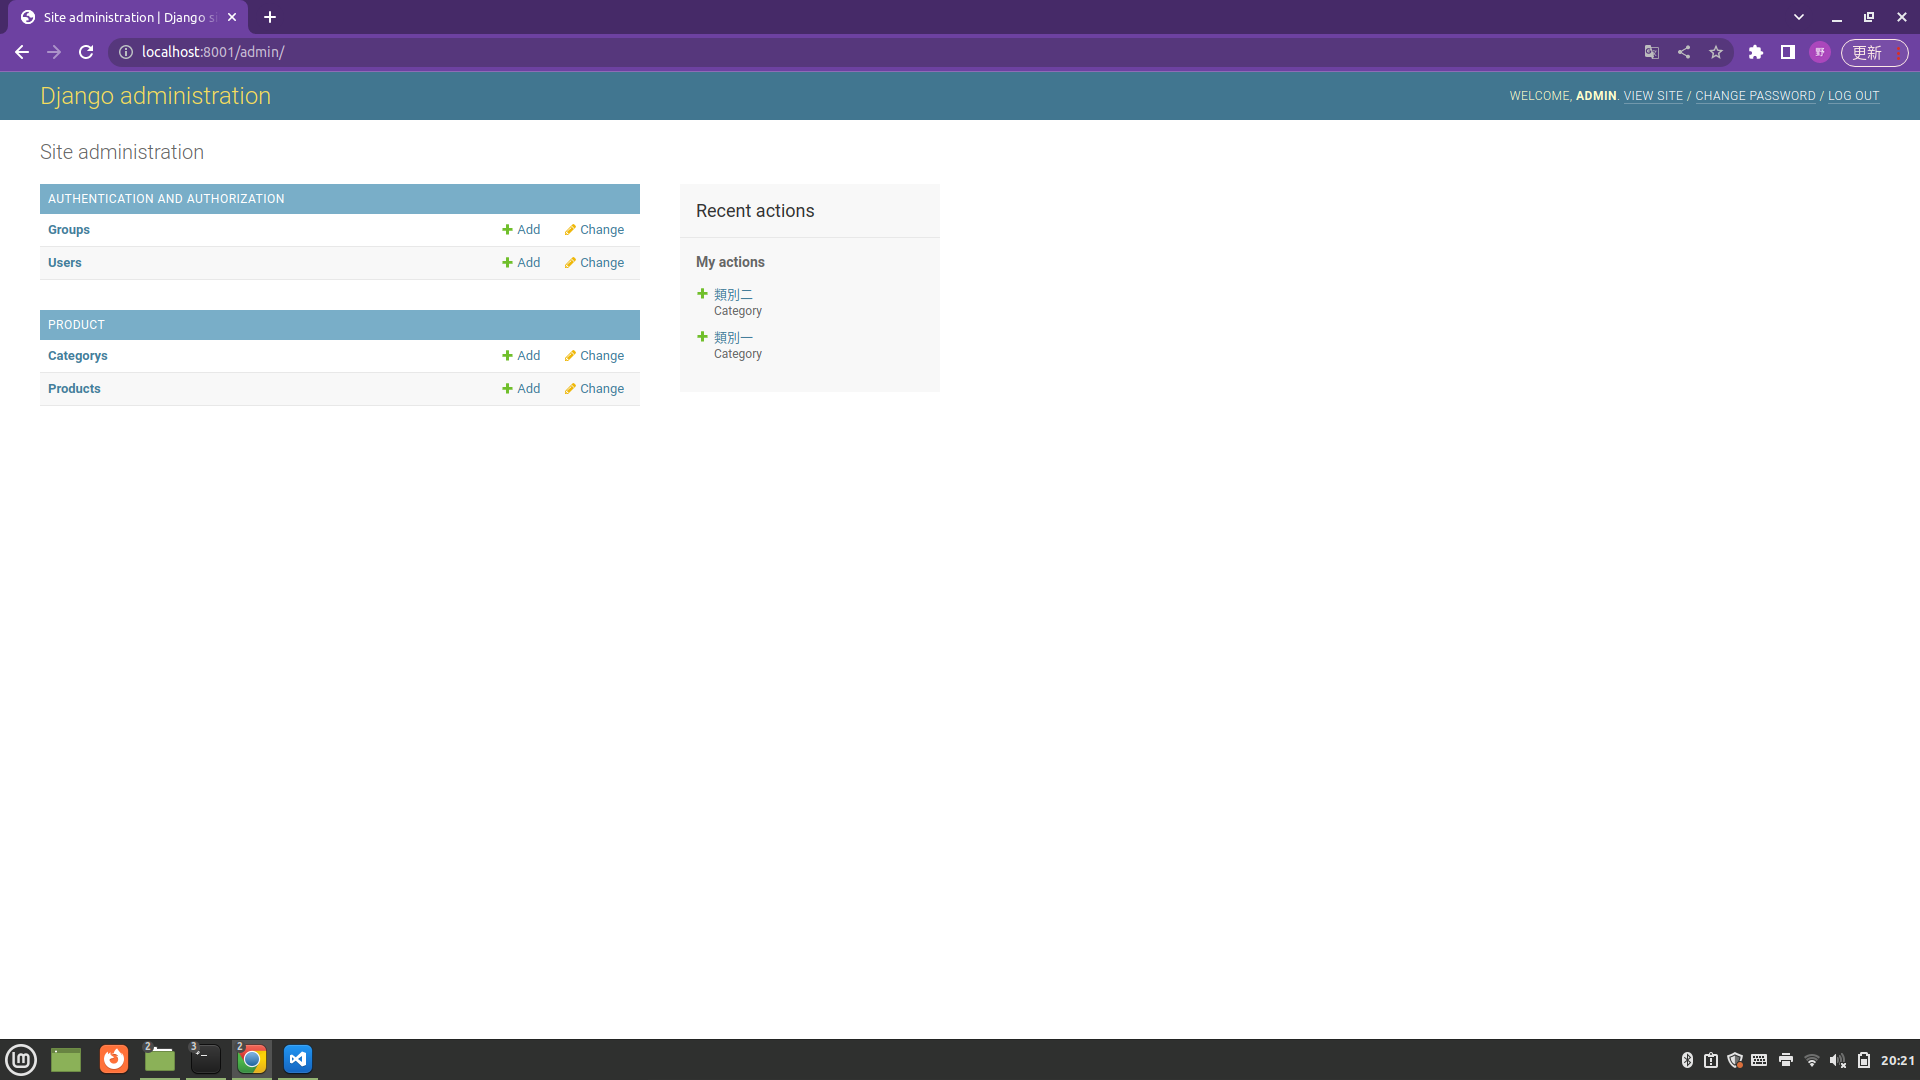 Site administration | Django si
localhost:8001/admin/
野
更新
Django administration
WELCOME, ADMIN. VIEW SITE / CHANGE PASSWORD / LOG OUT
Site administration
AUTHENTICATION AND AUTHORIZATION
Groups Add Change
Users Add Change
PRODUCT
Categorys Add Change
Products Add Change
Recent actions
My actions
類別二
Category
類別一
Category
2
3
2
20:21